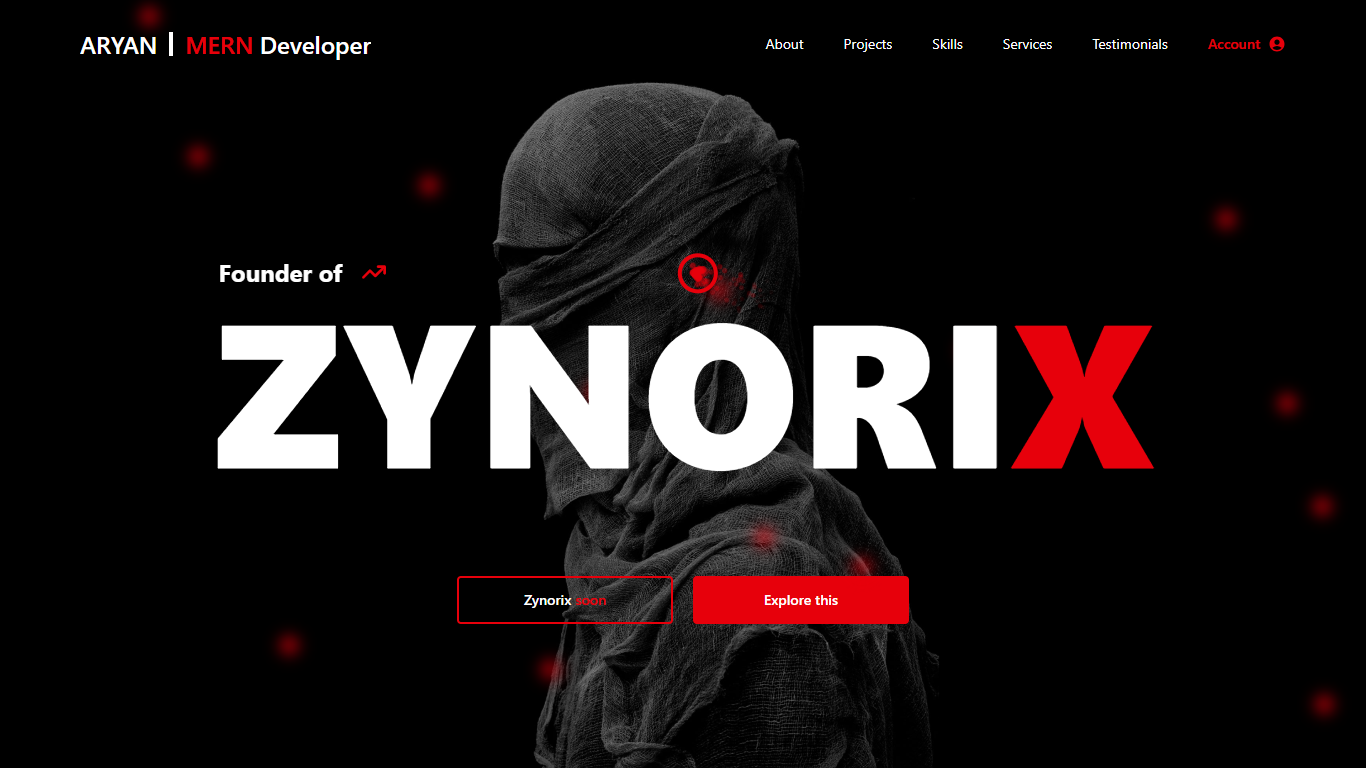 ARYAN | MERN Developer
About Projects Skills Services Testimonials Account
Founder of
ZYNORIX
Zynorix soon
Explore this